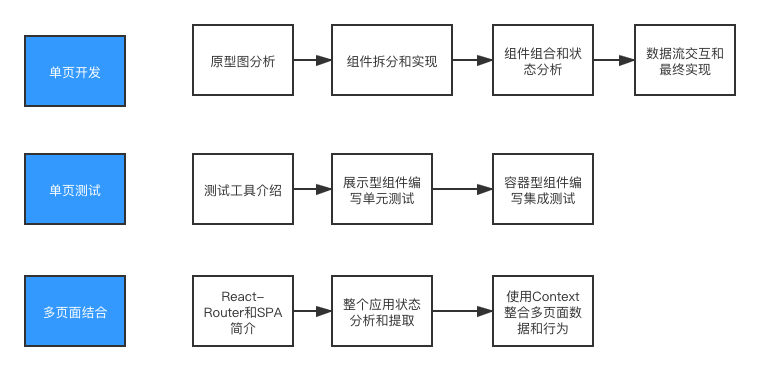 单页开发
原型图分析
组件拆分和实现
组件组合和状
态分析
数据流交互和
最终实现
单页测试
测试工具介绍
展示型组件编
写单元测试
容器型组件编
写集成测试
多页面结合
React-
Router和SPA
简介
整个应用状态
分析和提取
使用Context
整合多页面数
据和行为